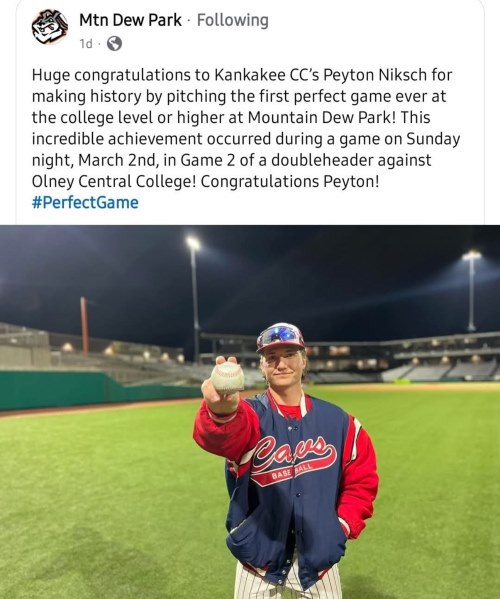 Mtn Dew Park · Following
1d ·
Huge congratulations to Kankakee CC's Peyton Niksch for
making history by pitching the first perfect game ever at
the college level or higher at Mountain Dew Park! This
incredible achievement occurred during a game on Sunday
night, March 2nd, in Game 2 of a doubleheader against
Olney Central College! Congratulations Peyton!
#PerfectGame
Cavs
BASEBALL